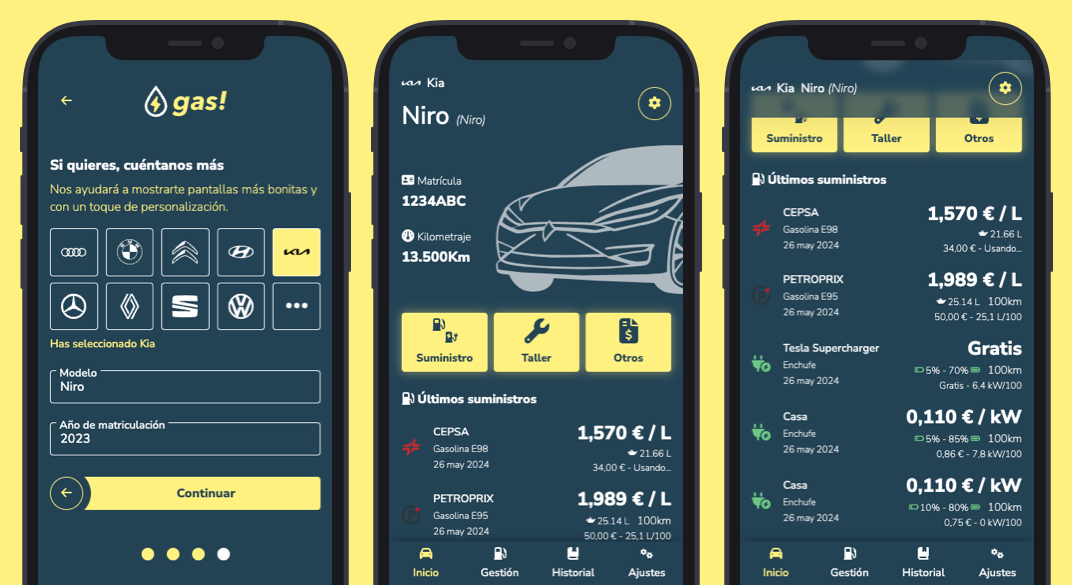 gas!
Si quieres, cuéntanos más
Nos ayudará a mostrarte pantallas más bonitas y
con un toque de personalización.
Has seleccionado Kia
Modelo
Niro
Año de matriculación
2023
Continuar
Kia
Niro (Niro)
Matrícula
1234ABC
Kilometraje
13.500Km
Suministro Taller Otros
Últimos suministros
CEPSA 1,570 € / L
Gasolina E98 21.66 L
26 may 2024 34,00 € - Usando...
PETROPRIX 1,989 € / L
Gasolina E95 25.14 L 100km
26 may 2024 50,00 € - 25,1 L/100
Inicio Gestión Historial Ajustes
Kia Niro (Niro)
Suministro Taller Otros
Últimos suministros
CEPSA 1,570 € / L
Gasolina E98 21.66 L
26 may 2024 34,00 € - Usando...
PETROPRIX 1,989 € / L
Gasolina E95 25.14 L 100km
26 may 2024 50,00 € - 25,1 L/100
Tesla Supercharger Gratis
Enchufe 5% - 70% 100km
26 may 2024 Gratis - 6,4 kW/100
Casa 0,110 € / kW
Enchufe 5% - 85% 100km
26 may 2024 0,86 € - 7,8 kW/100
Casa 0,110 € / kW
Enchufe 10% - 80% 100km
26 may 2024 0,75 € - 0 kW/100
Inicio Gestión Historial Ajustes